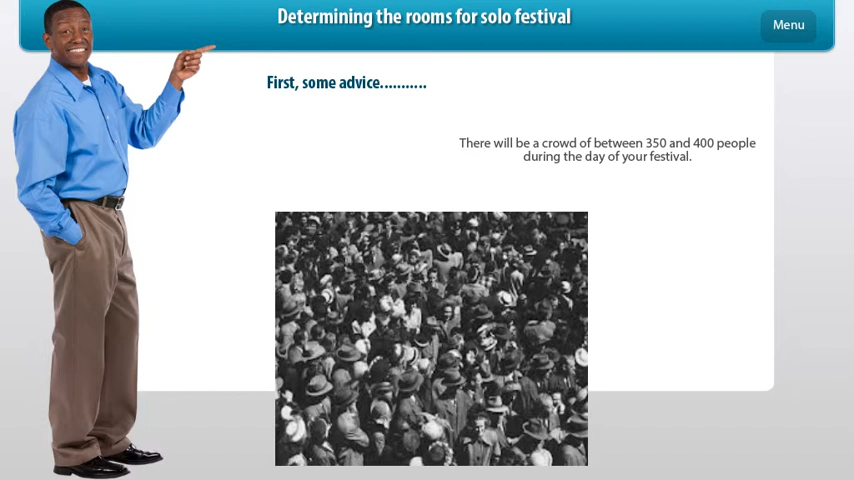 Determining the rooms for solo festival
Menu
First, some advice...........
There will be a crowd of between 350 and 400 people
during the day of your festival.